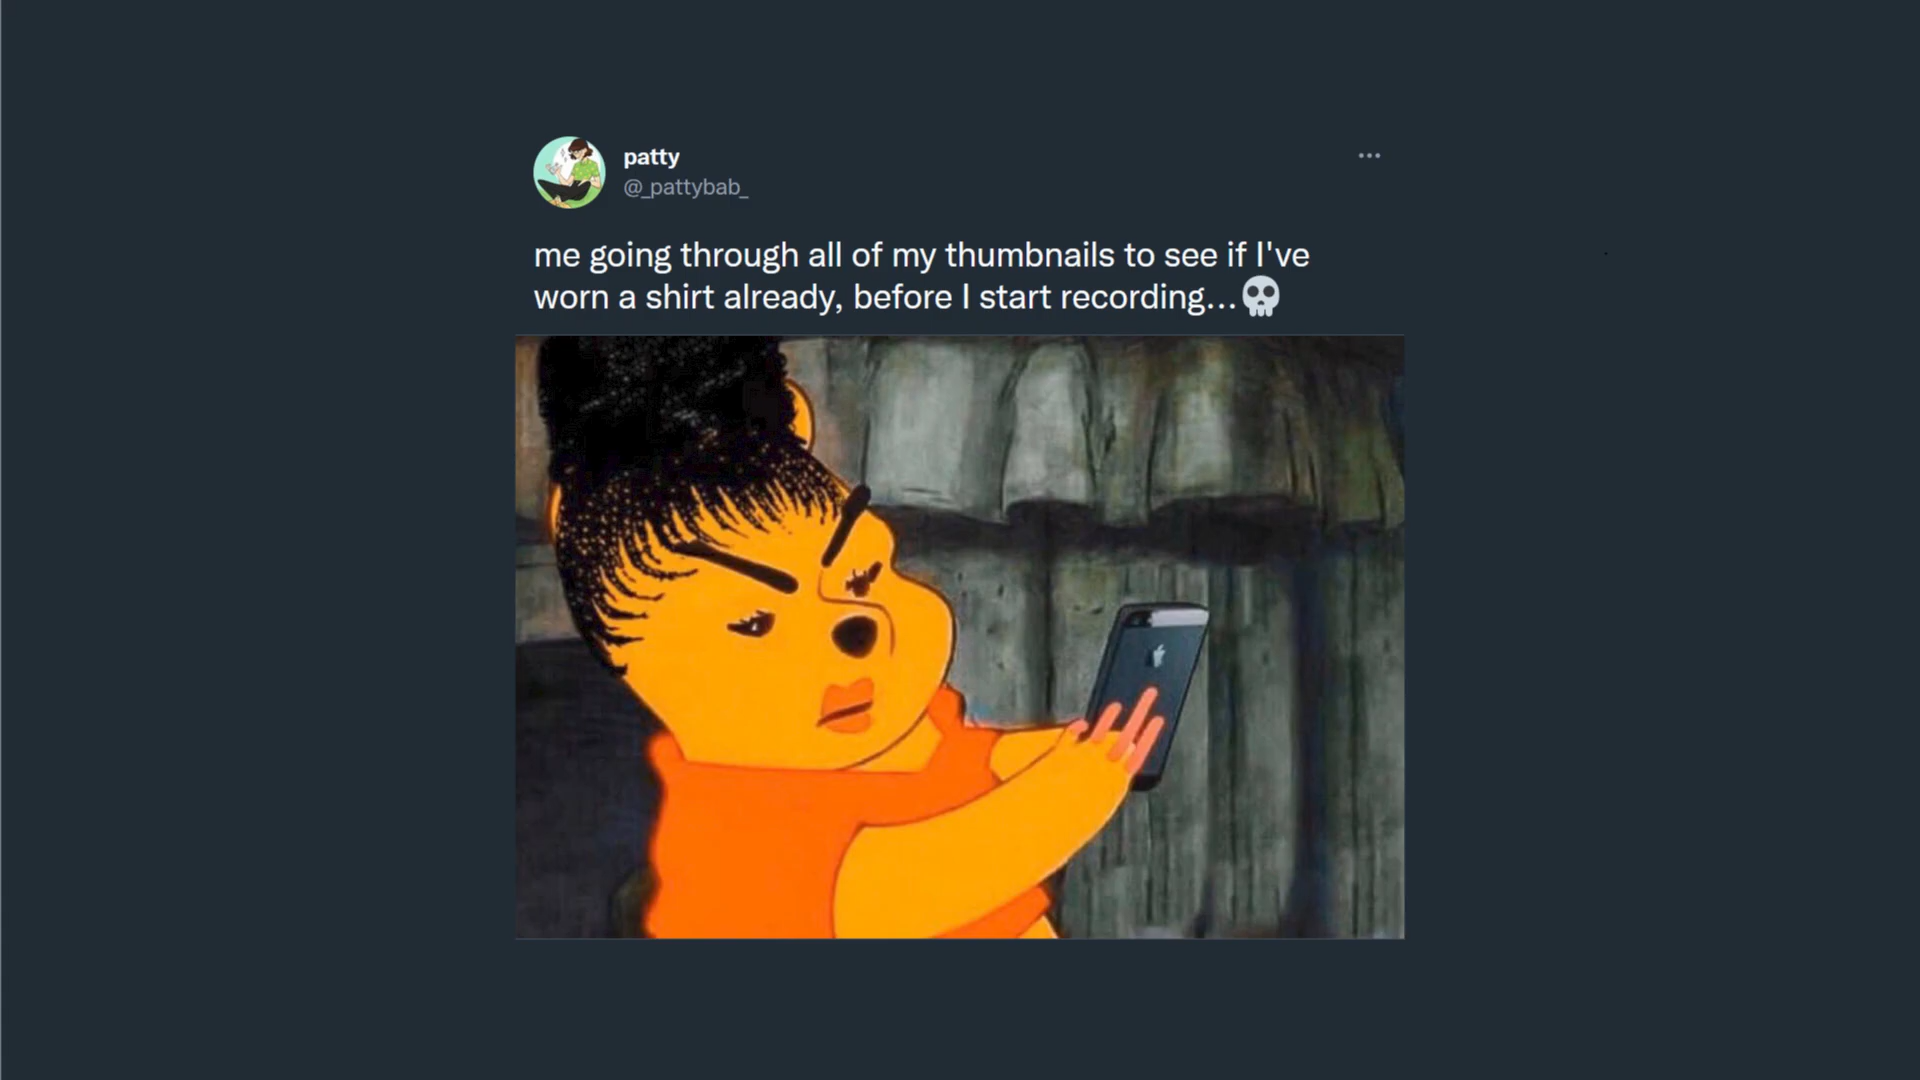 patty
@_pattybab_
me going through all of my thumbnails to see if I've
worn a shirt already, before I start recording...💀